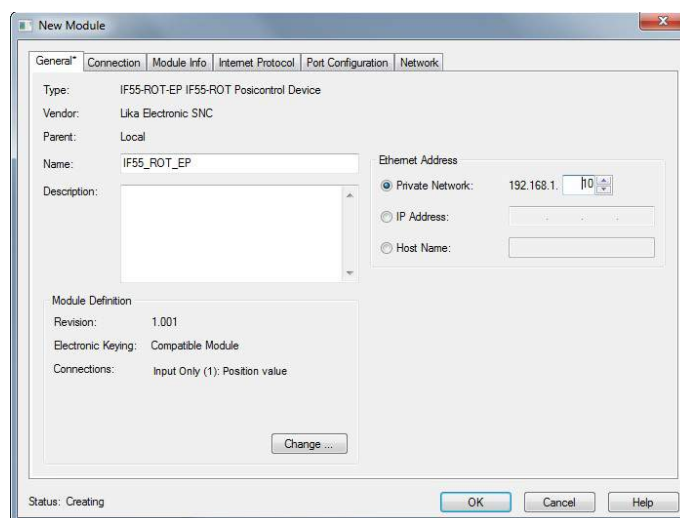 New Module
General* Connection Module Info Internet Protocol Port Configuration Network
Type: IF55-ROT-EP IF55-ROT Posicontrol Device
Vendor: Lika Electronic SNC
Parent: Local
Name: IF55_ROT_EP
Description:
Ethernet Address
Private Network: 192.168.1. 10
IP Address: . . .
Host Name:
Module Definition
Revision: 1.001
Electronic Keying: Compatible Module
Connections: Input Only (1): Position value
Change ...
Status: Creating
OK Cancel Help